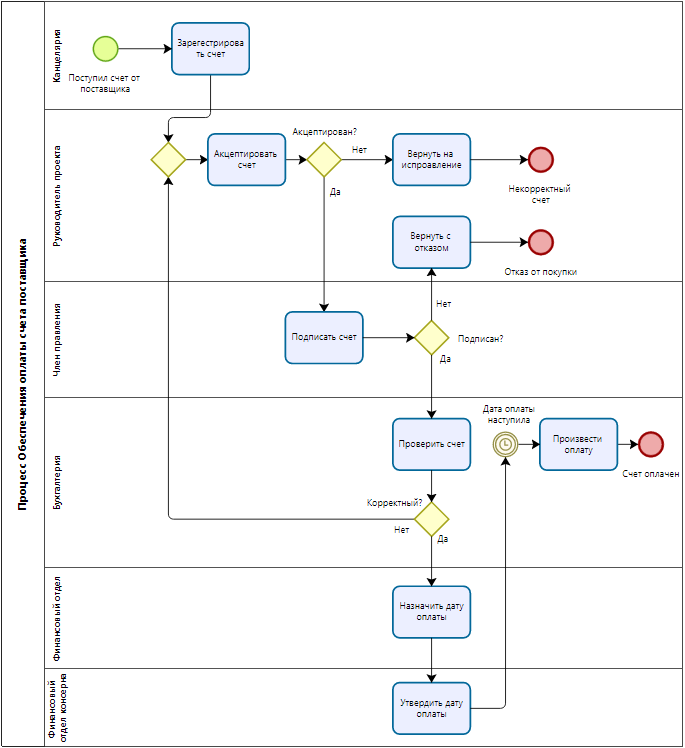 Процесс Обеспечения оплаты счета поставщика
Канцелярия
Поступил счет от
поставщика
Зарегестрирова
ть счет
Руководитель проекта
Акцептировать
счет
Акцептирован?
Нет
Да
Вернуть на
исправление
Некорректный
счет
Вернуть с
отказом
Отказ от покупки
Член правления
Подписать счет
Нет
Подписан?
Да
Бухгалтерия
Проверить счет
Дата оплаты
наступила
Произвести
оплату
Счет оплачен
Корректный?
Нет
Да
Финансовый отдел
Назначить дату
оплаты
Финансовый
отдел консерна
Утвердить дату
оплаты